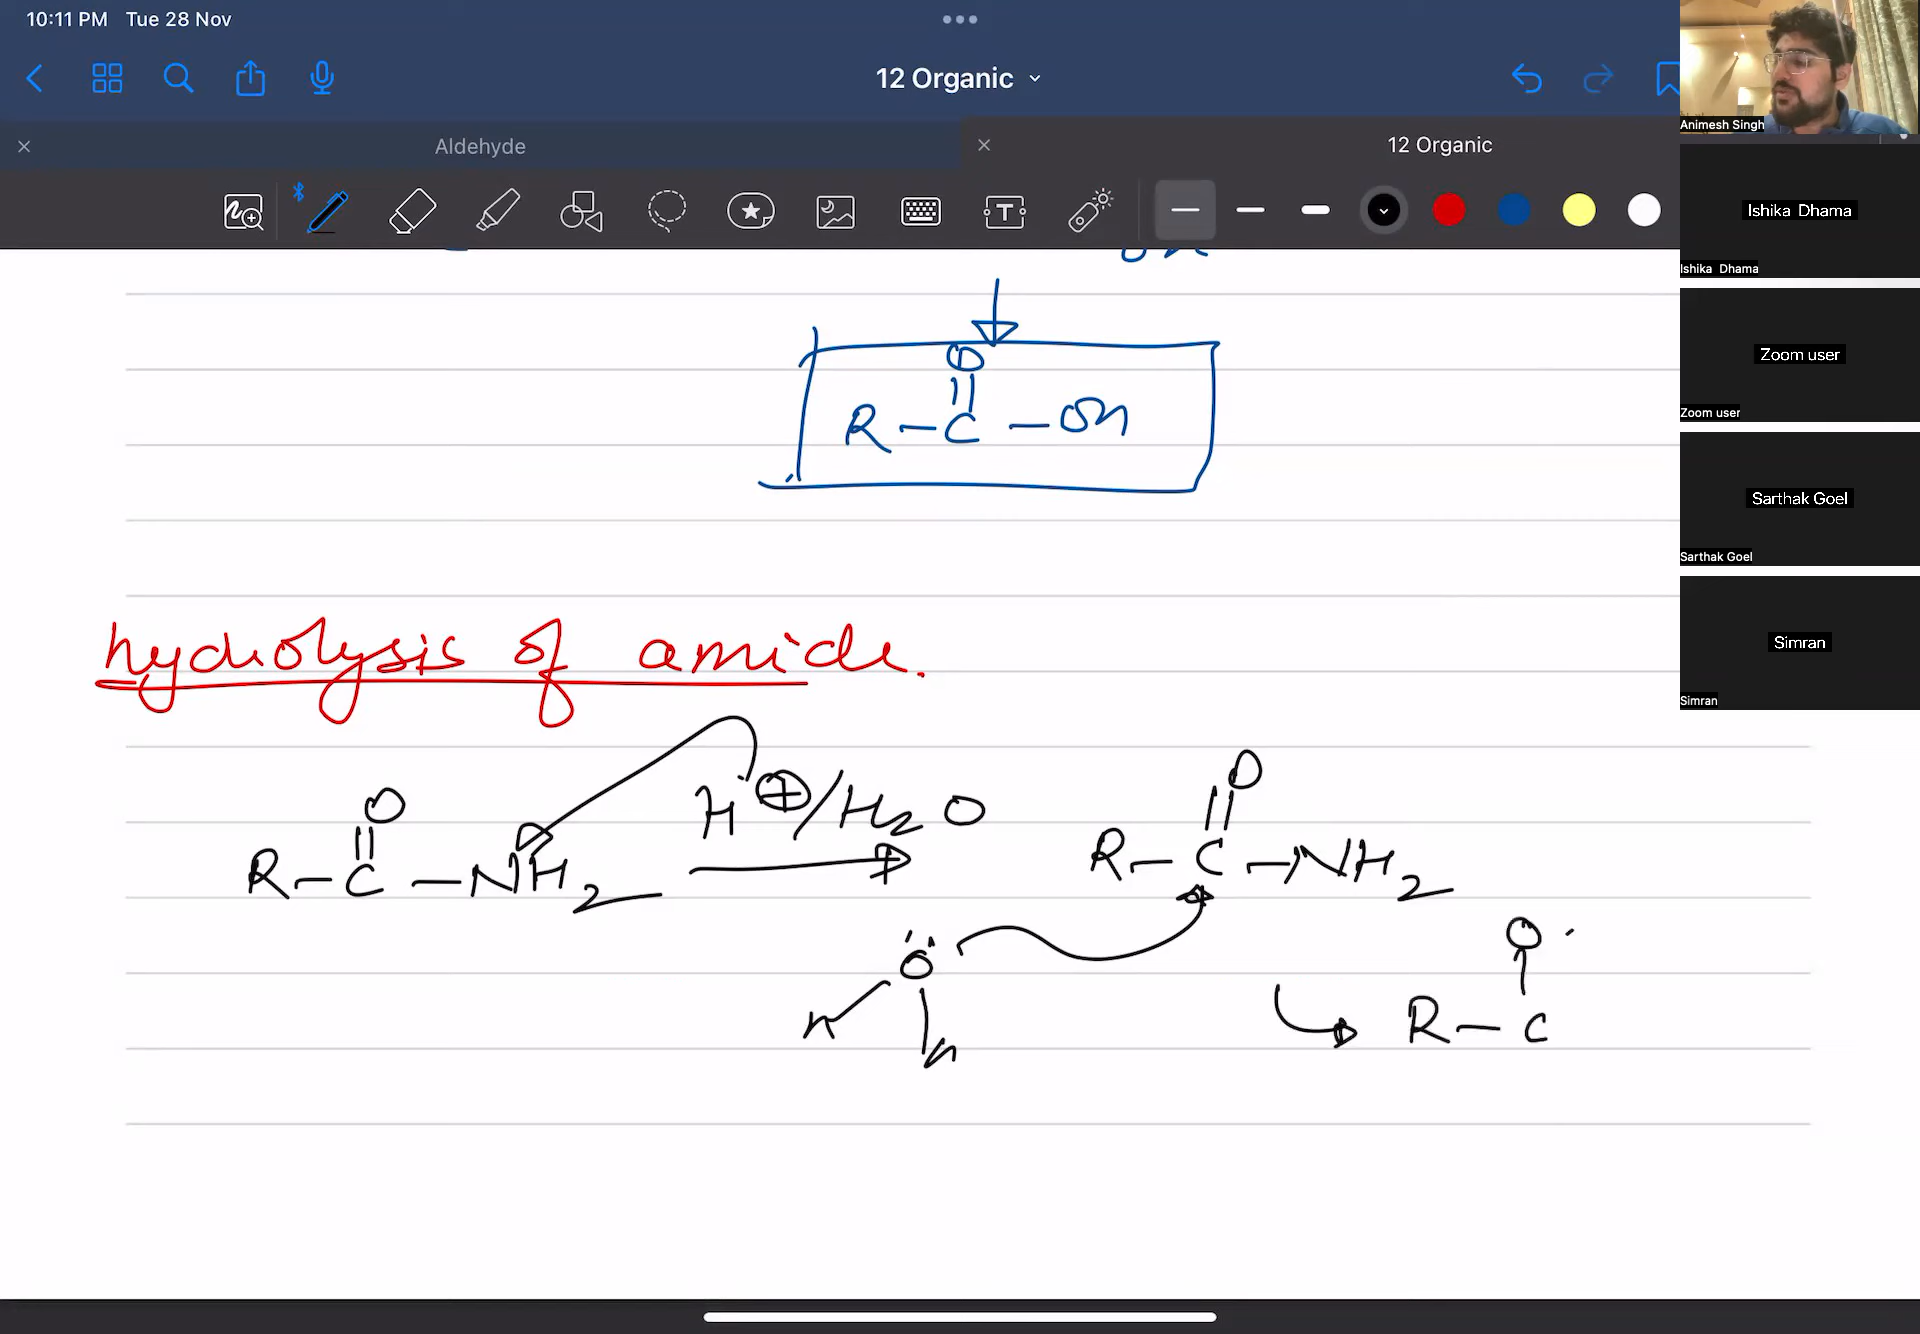 10:11 PM Tue 28 Nov
12 Organic
Aldehyde
12 Organic
T
Animesh Singh
Ishika Dhama
Ishika Dhama
Zoom user
Zoom user
Sarthak Goel
Sarthak Goel
Simran
Simran
O
R – C – OH
hydrolysis of amide.
O
R – C – NH2
H⊕/H2O
O
R – C – NH2
Ö
H
H
O
R – C